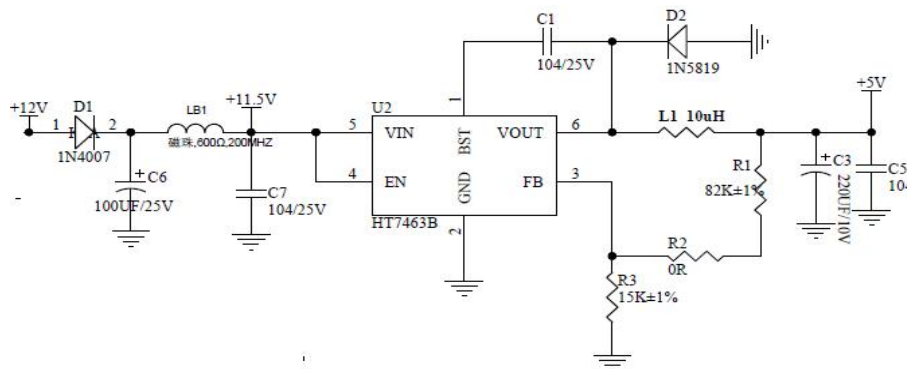 C1
104/25V
D2
1N5819
+12V
D1
1
2
1N4007
LB1
磁珠,600Ω,200MHZ
+11.5V
C6
100UF/25V
C7
104/25V
U2
1
5
VIN
BST
VOUT
6
4
EN
GND
FB
3
HT7463B
2
L1 10uH
+5V
R1
82K±1%
C3
220UF/10V
C5
104
R2
0R
R3
15K±1%